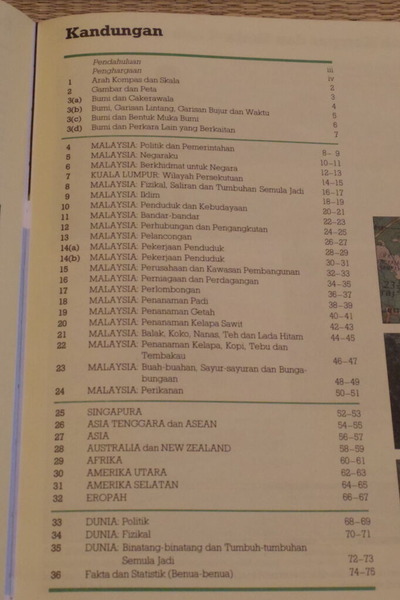 Kandungan
Pendahuluan iii
Penghargaan iv
1 Arah Kompas dan Skala 2
2 Gambar dan Peta 3
3(a) Bumi dan Cakerawala 4
3(b) Bumi, Garisan Lintang, Garisan Bujur dan Waktu 5
3(c) Bumi dan Bentuk Muka Bumi 6
3(d) Bumi dan Perkara Lain yang Berkaitan 7
4 MALAYSIA: Politik dan Pemerintahan 8–9
5 MALAYSIA: Negaraku 10–11
6 MALAYSIA: Berkhidmat untuk Negara 12–13
7 KUALA LUMPUR: Wilayah Persekutuan 14–15
8 MALAYSIA: Fizikal, Saliran dan Tumbuhan Semula Jadi 16–17
9 MALAYSIA: Iklim 18–19
10 MALAYSIA: Penduduk dan Kebudayaan 20–21
11 MALAYSIA: Bandar-bandar 22–23
12 MALAYSIA: Perhubungan dan Pengangkutan 24–25
13 MALAYSIA: Pelancongan 26–27
14(a) MALAYSIA: Pekerjaan Penduduk 28–29
14(b) MALAYSIA: Pekerjaan Penduduk 30–31
15 MALAYSIA: Perusahaan dan Kawasan Pembangunan 32–33
16 MALAYSIA: Perniagaan dan Perdagangan 34–35
17 MALAYSIA: Perlombongan 36–37
18 MALAYSIA: Penanaman Padi 38–39
19 MALAYSIA: Penanaman Getah 40–41
20 MALAYSIA: Penanaman Kelapa Sawit 42–43
21 MALAYSIA: Balak, Koko, Nanas, Teh dan Lada Hitam 44–45
22 MALAYSIA: Penanaman Kelapa, Kopi, Tebu dan
Tembakau 46–47
23 MALAYSIA: Buah-buahan, Sayur-sayuran dan Bunga-
bungaan 48–49
24 MALAYSIA: Perikanan 50–51
25 SINGAPURA 52–53
26 ASIA TENGGARA dan ASEAN 54–55
27 ASIA 56–57
28 AUSTRALIA dan NEW ZEALAND 58–59
29 AFRIKA 60–61
30 AMERIKA UTARA 62–63
31 AMERIKA SELATAN 64–65
32 EROPAH 66–67
33 DUNIA: Politik 68–69
34 DUNIA: Fizikal 70–71
35 DUNIA: Binatang-binatang dan Tumbuh-tumbuhan
Semula Jadi 72–73
36 Fakta dan Statistik (Benua-benua) 74–75